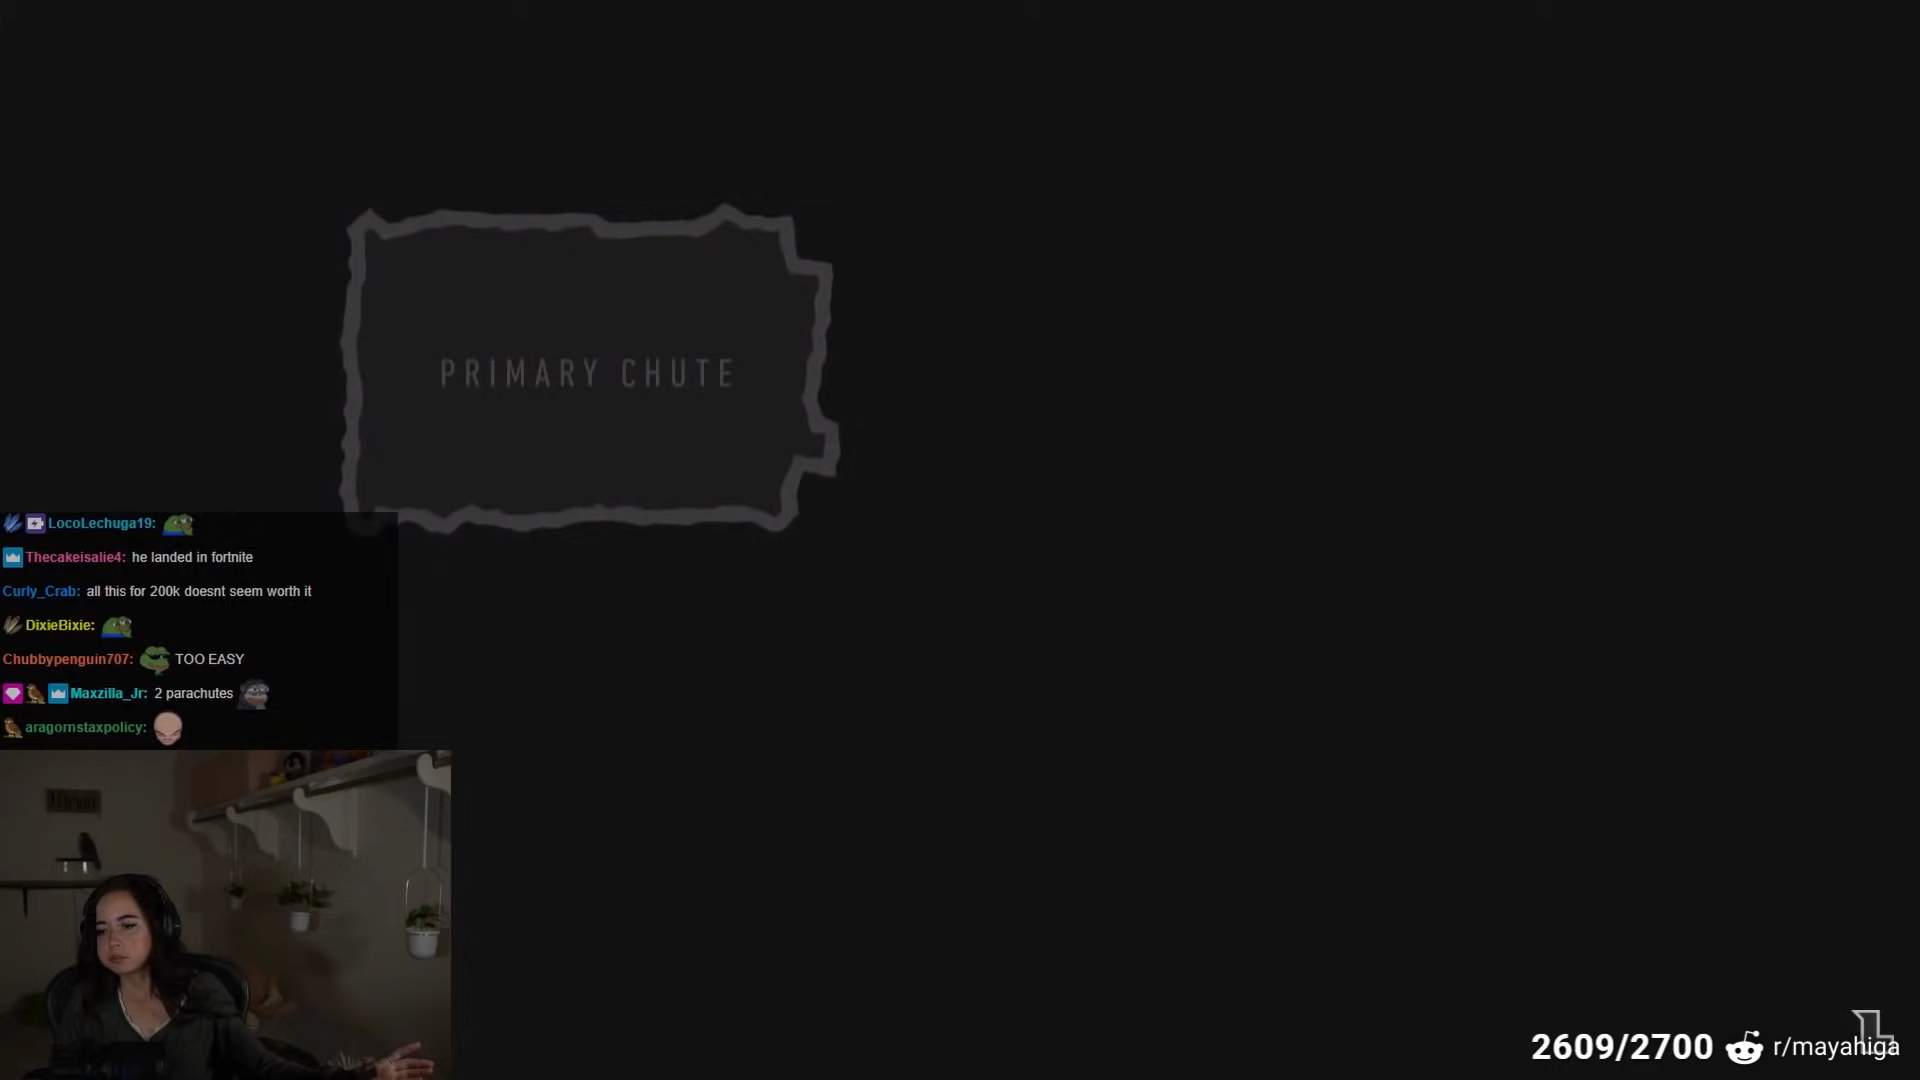 PRIMARY CHUTE
LocoLechuga19:
Thecakeisalie4: he landed in fortnite
Curly_Crab: all this for 200k doesnt seem worth it
DixieBixie:
Chubbypenguin707: TOO EASY
Maxzilla_Jr: 2 parachutes
aragornstaxpolicy:
2609/2700 r/mayahiga